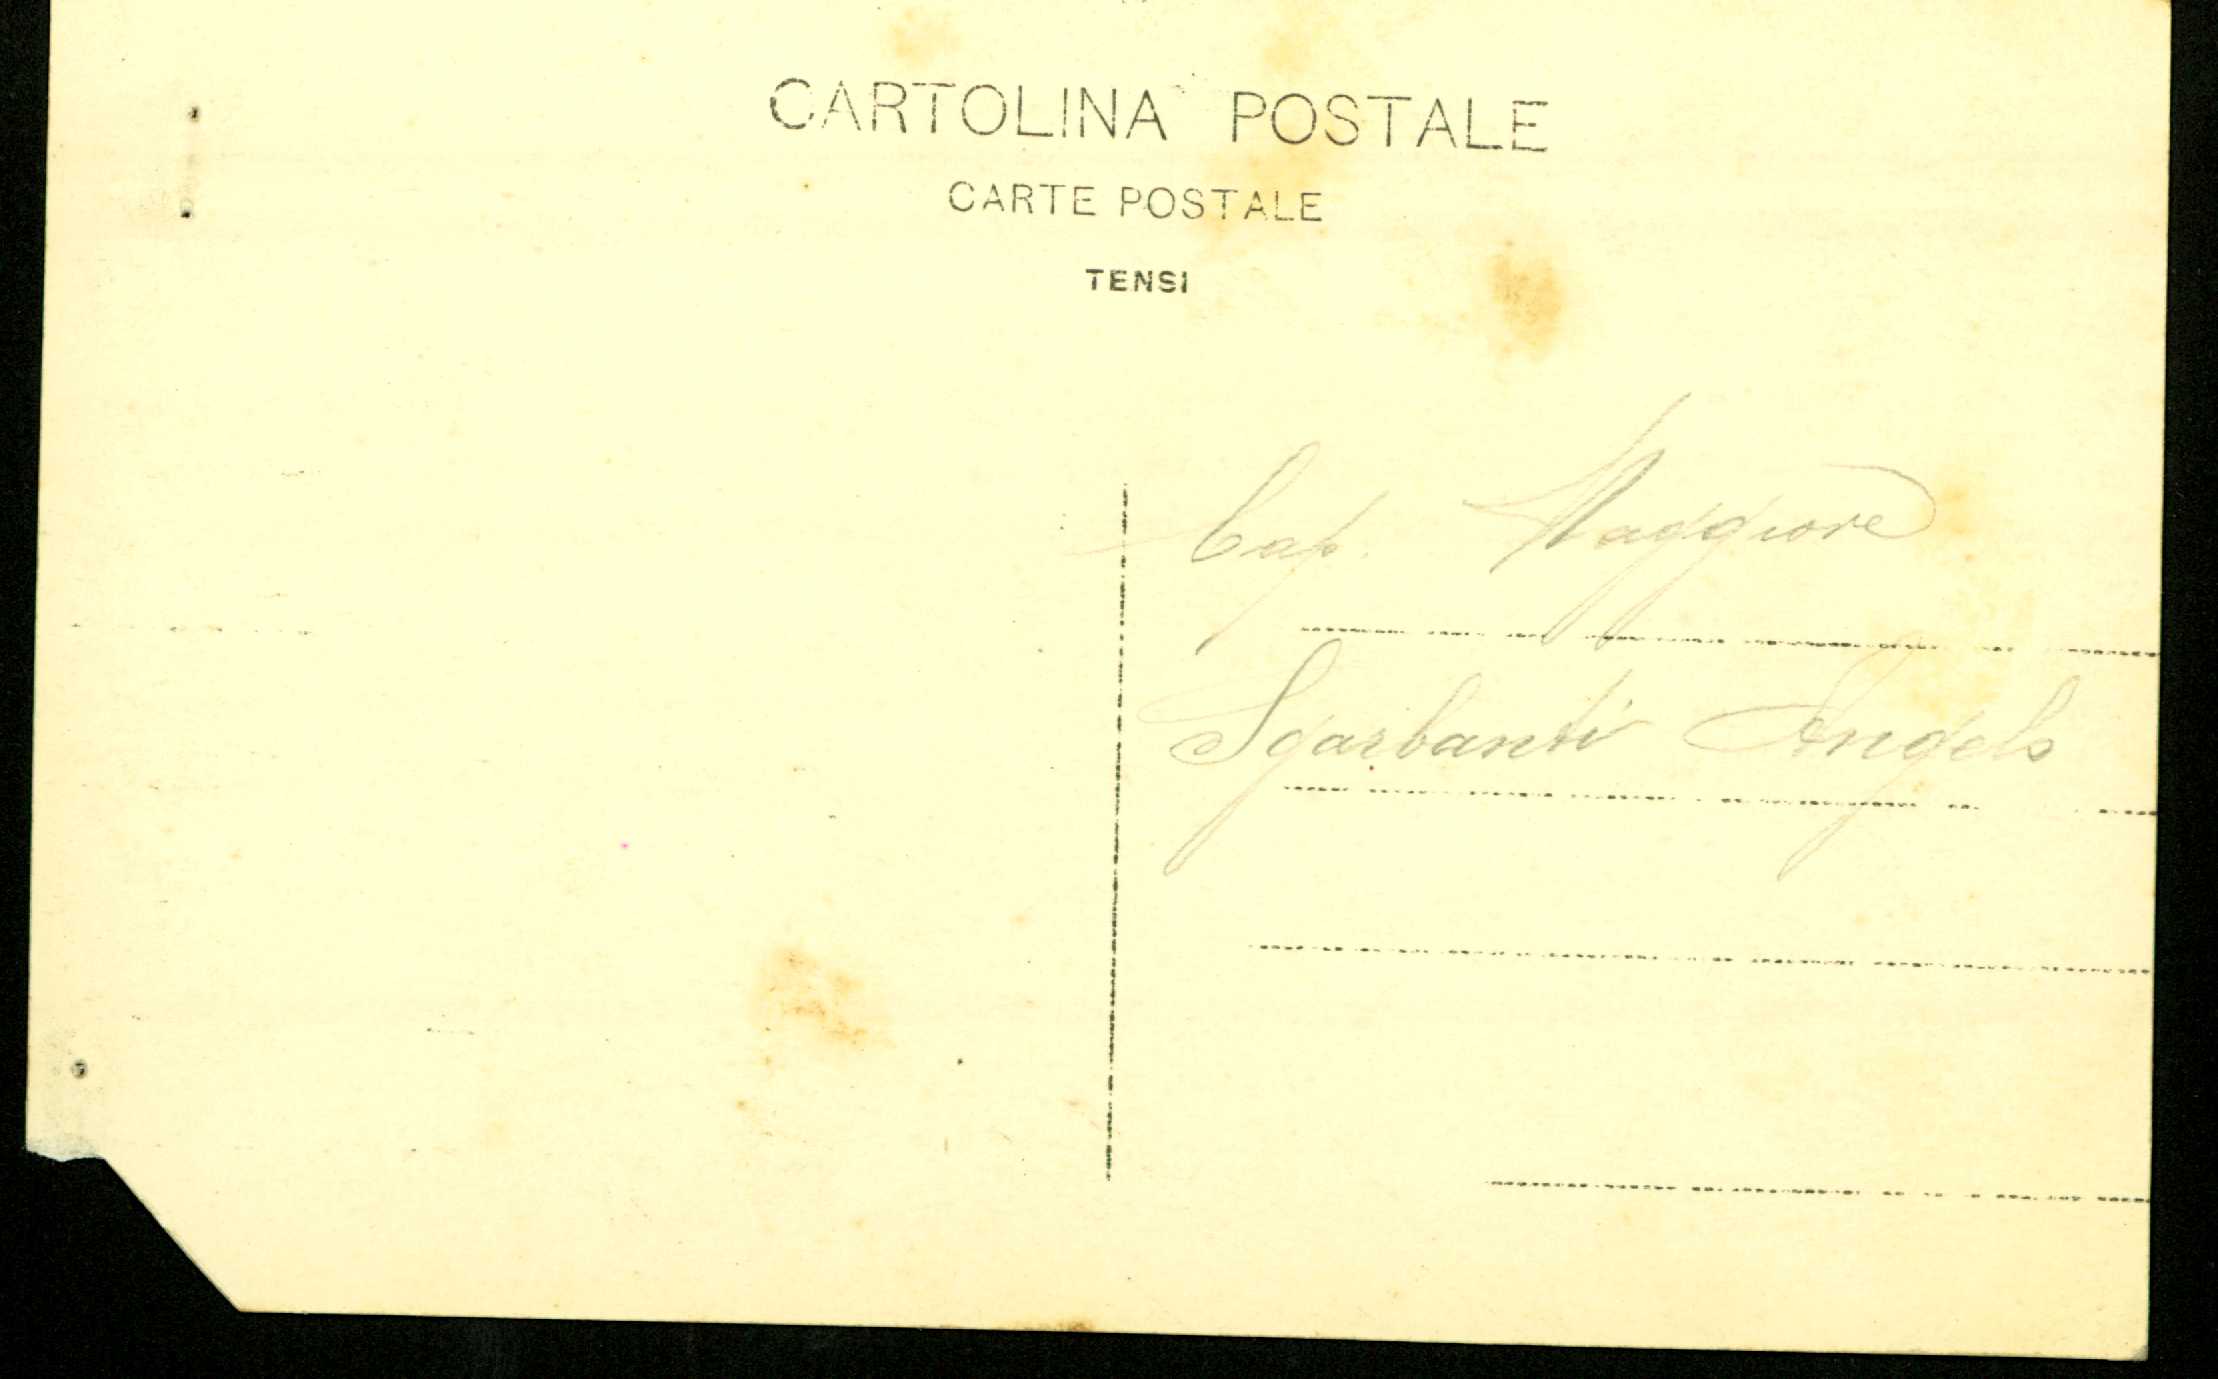 CARTOLINA POSTALE
CARTE POSTALE
TENSI
Cap. Maggiore
Sgarbanti Angelo